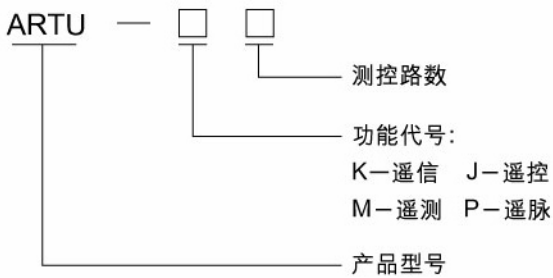 ARTU — □ □
测控路数
功能代号：
K－遥信 J－遥控
M－遥测 P－遥脉
产品型号